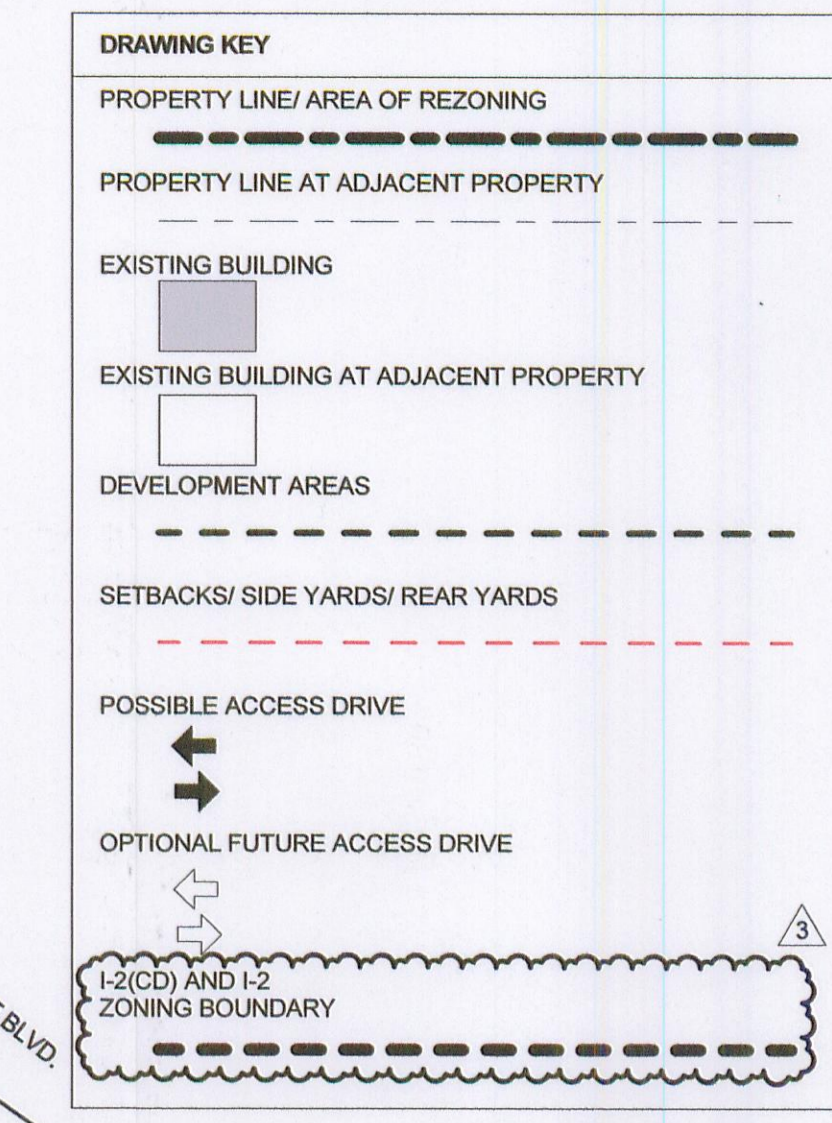 DRAWING KEY
PROPERTY LINE/ AREA OF REZONING
PROPERTY LINE AT ADJACENT PROPERTY
EXISTING BUILDING
EXISTING BUILDING AT ADJACENT PROPERTY
DEVELOPMENT AREAS
SETBACKS/ SIDE YARDS/ REAR YARDS
POSSIBLE ACCESS DRIVE
OPTIONAL FUTURE ACCESS DRIVE
3
I-2(CD) AND I-2
ZONING BOUNDARY
BLVD.